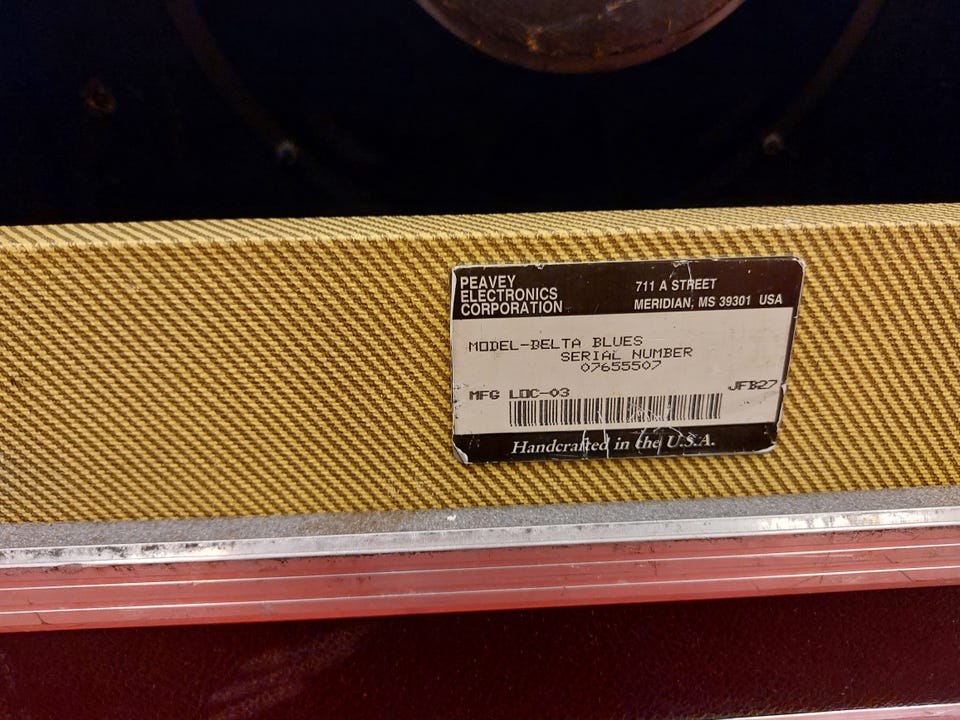 PEAVEY
ELECTRONICS
CORPORATION
711 A STREET
MERIDIAN, MS 39301 USA
MODEL-DELTA BLUES
SERIAL NUMBER
07655507
JFB27
MFG LOC-03
Handcrafted in the U.S.A.